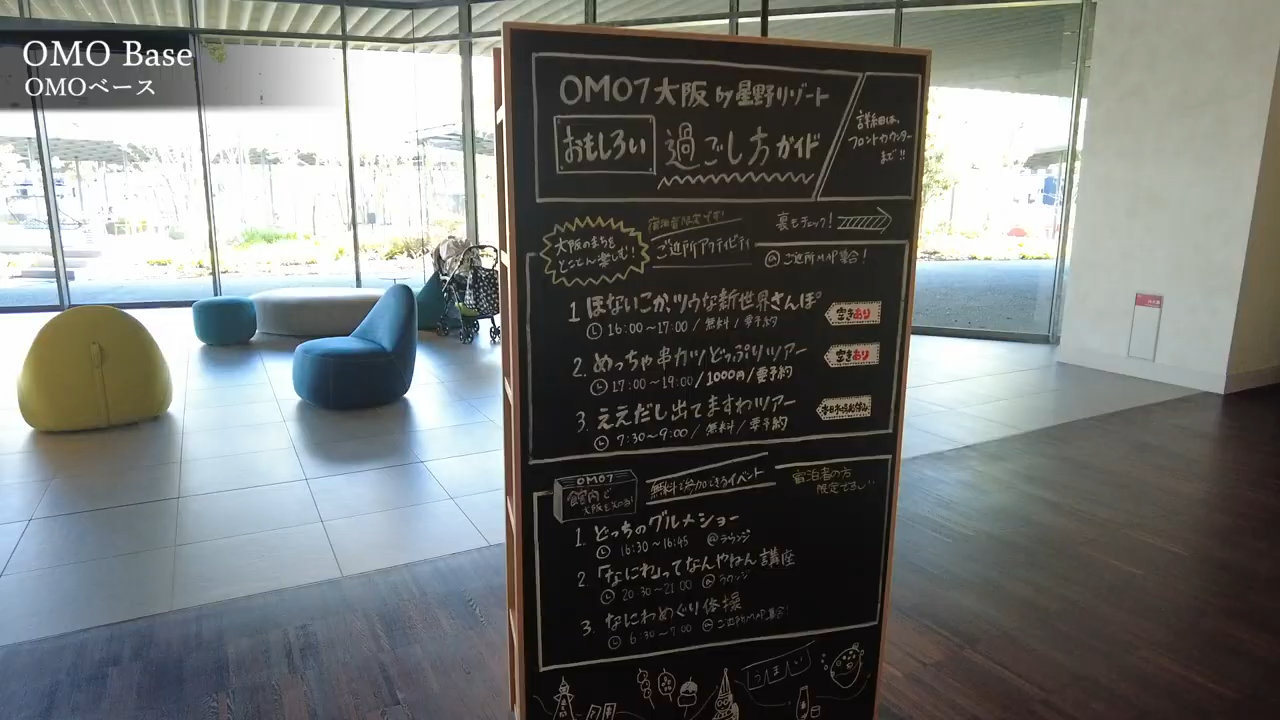 OMO Base
OMOベース
OMO7大阪 by 星野リゾート
おもしろい 過ごし方ガイド
詳細は、
フロントカウンター
まで!!
大阪のまちを
とことん楽しむ!
宿泊者限定です!
ご近所アクティビティ
裏もチェック!
@ご近所MAP集合!
1 ほないこか、ツウな新世界さんぽ
16:00~17:00 / 無料 / 要予約
空きあり
2. めっちゃ串カツどっぷりツアー
17:00~19:00 / 1000円 / 要予約
空きあり
3. ええだし出てますわツアー
7:30~9:00 / 無料 / 要予約
OMO7
館内で
無料で参加できるイベント
宿泊者の方
限定でも
1. どっちのグルメショー
16:30~16:45 @ラウンジ
2 「なにわ」ってなんやねん講座
20:30~21:00 @ラウンジ
3. なにわめぐり体操
6:30~7:00 @ご近所MAP集合!